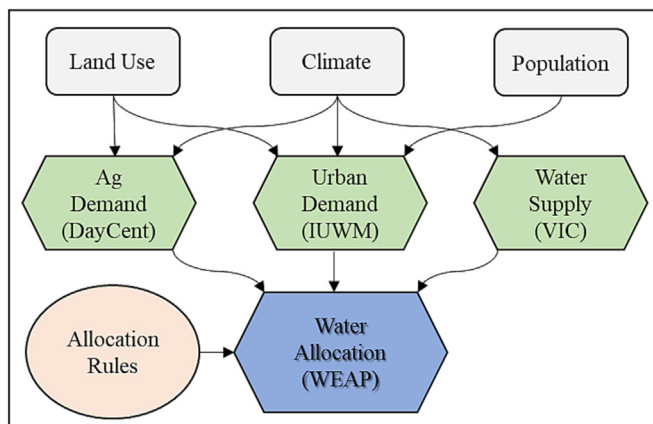 Land Use
Climate
Population
Ag
Demand
(DayCent)
Urban
Demand
(IUWM)
Water
Supply
(VIC)
Allocation
Rules
Water
Allocation
(WEAP)